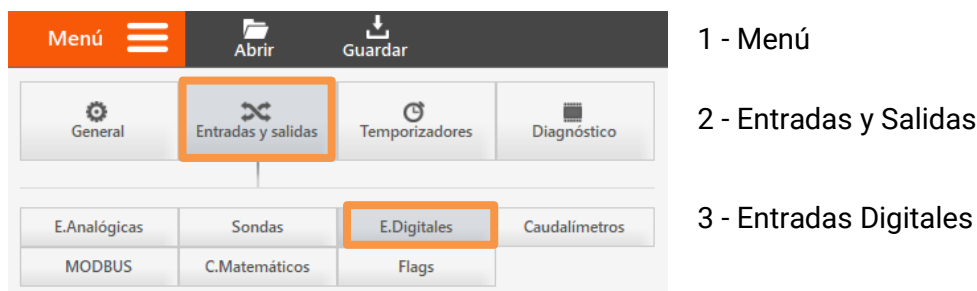 Menú
Abrir
Guardar
General
Entradas y salidas
Temporizadores
Diagnóstico
E.Analógicas
Sondas
E.Digitales
Caudalímetros
MODBUS
C.Matemáticos
Flags
1 - Menú
2 - Entradas y Salidas
3 - Entradas Digitales